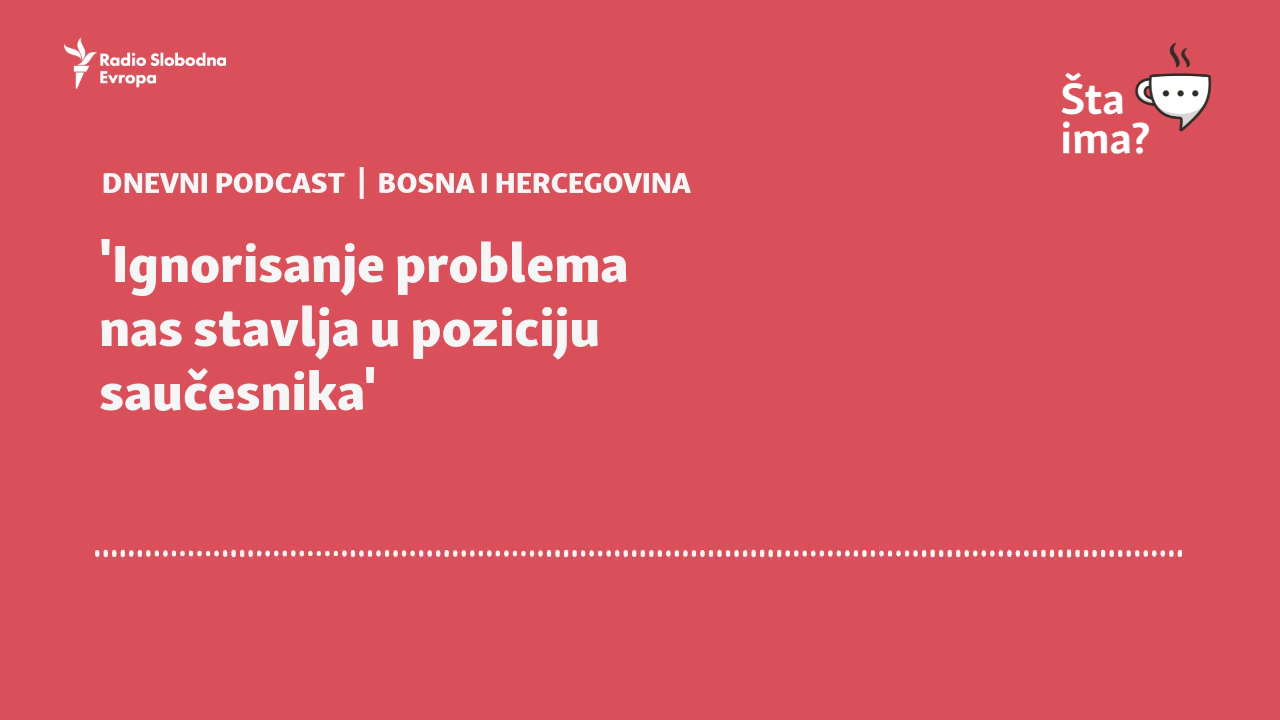 Radio Slobodna
Evropa
Šta
ima?
DNEVNI PODCAST | BOSNA I HERCEGOVINA
'Ignorisanje problema
nas stavlja u poziciju
saučesnika'